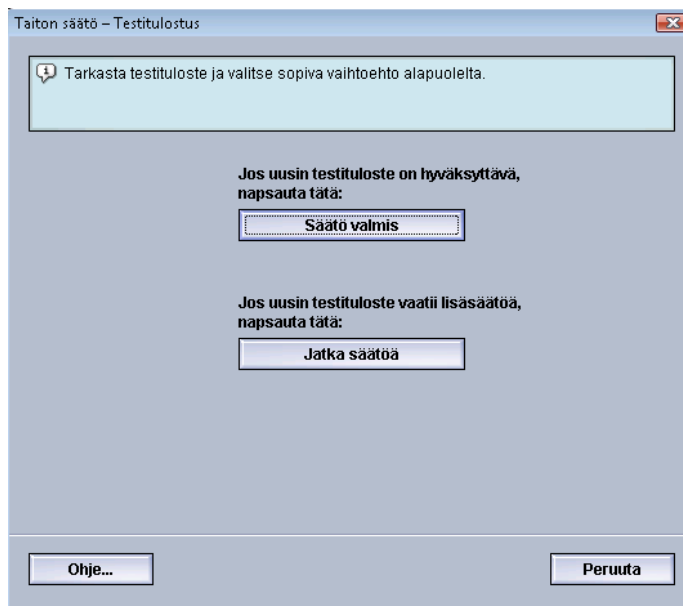 Taiton säätö – Testitulostus
Tarkasta testituloste ja valitse sopiva vaihtoehto alapuolelta.
Jos uusin testituloste on hyväksyttävä,
napsauta tätä:
Säätö valmis
Jos uusin testituloste vaatii lisäsäätöä,
napsauta tätä:
Jatka säätöä
Ohje...
Peruuta